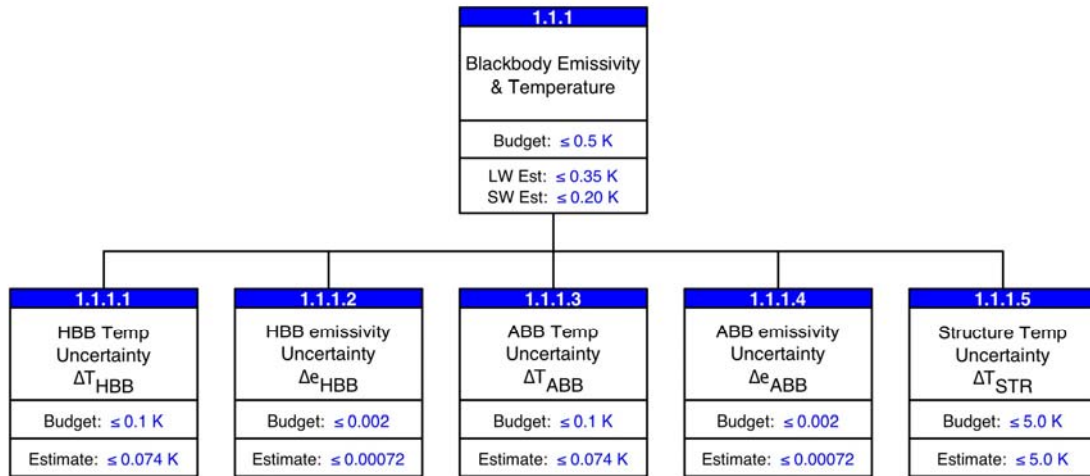 1.1.1
Blackbody Emissivity
& Temperature
Budget: ≤ 0.5 K
LW Est: ≤ 0.35 K
SW Est: ≤ 0.20 K
1.1.1.1
HBB Temp
Uncertainty
ΔT_HBB
Budget: ≤ 0.1 K
Estimate: ≤ 0.074 K
1.1.1.2
HBB emissivity
Uncertainty
Δe_HBB
Budget: ≤ 0.002
Estimate: ≤ 0.00072
1.1.1.3
ABB Temp
Uncertainty
ΔT_ABB
Budget: ≤ 0.1 K
Estimate: ≤ 0.074 K
1.1.1.4
ABB emissivity
Uncertainty
Δe_ABB
Budget: ≤ 0.002
Estimate: ≤ 0.00072
1.1.1.5
Structure Temp
Uncertainty
ΔT_STR
Budget: ≤ 5.0 K
Estimate: ≤ 5.0 K